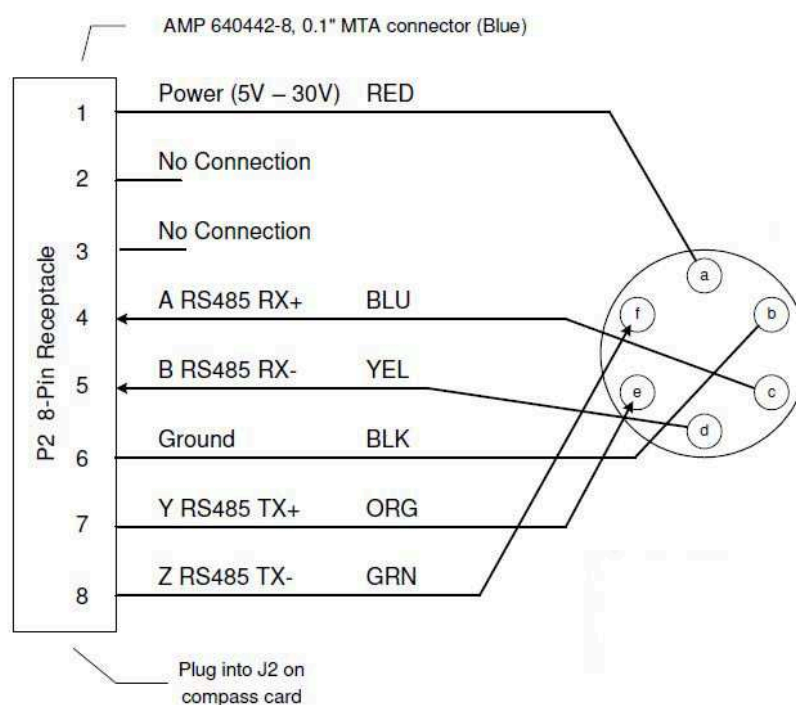 AMP 640442-8, 0.1" MTA connector (Blue)
P2 8-Pin Receptacle
1 Power (5V – 30V) RED
2 No Connection
3 No Connection
4 A RS485 RX+ BLU
5 B RS485 RX- YEL
6 Ground BLK
7 Y RS485 TX+ ORG
8 Z RS485 TX- GRN
a
f b
e c
d
Plug into J2 on
compass card